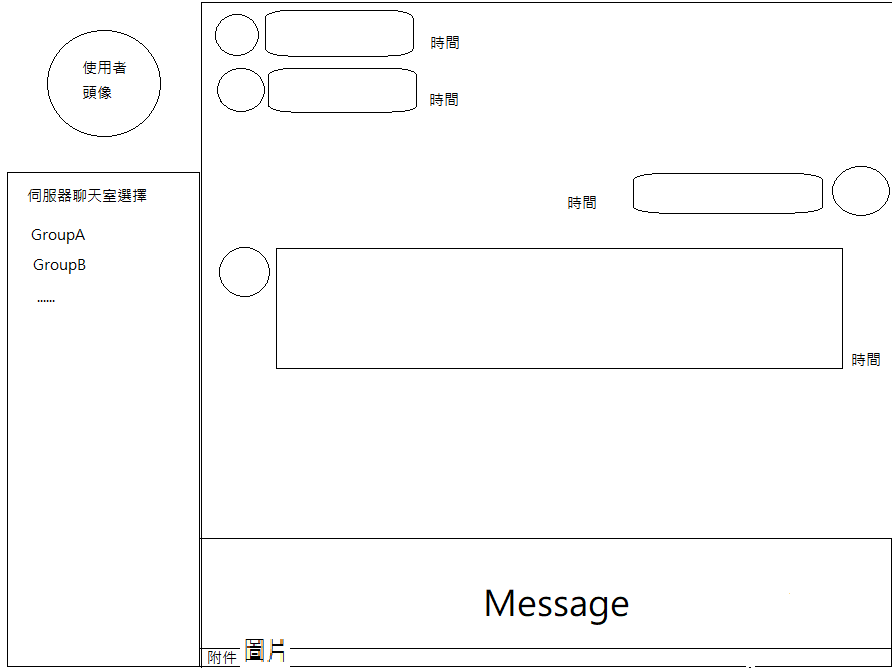 使用者
頭像
伺服器聊天室選擇
GroupA
GroupB
......
時間
時間
時間
時間
Message
附件 圖片